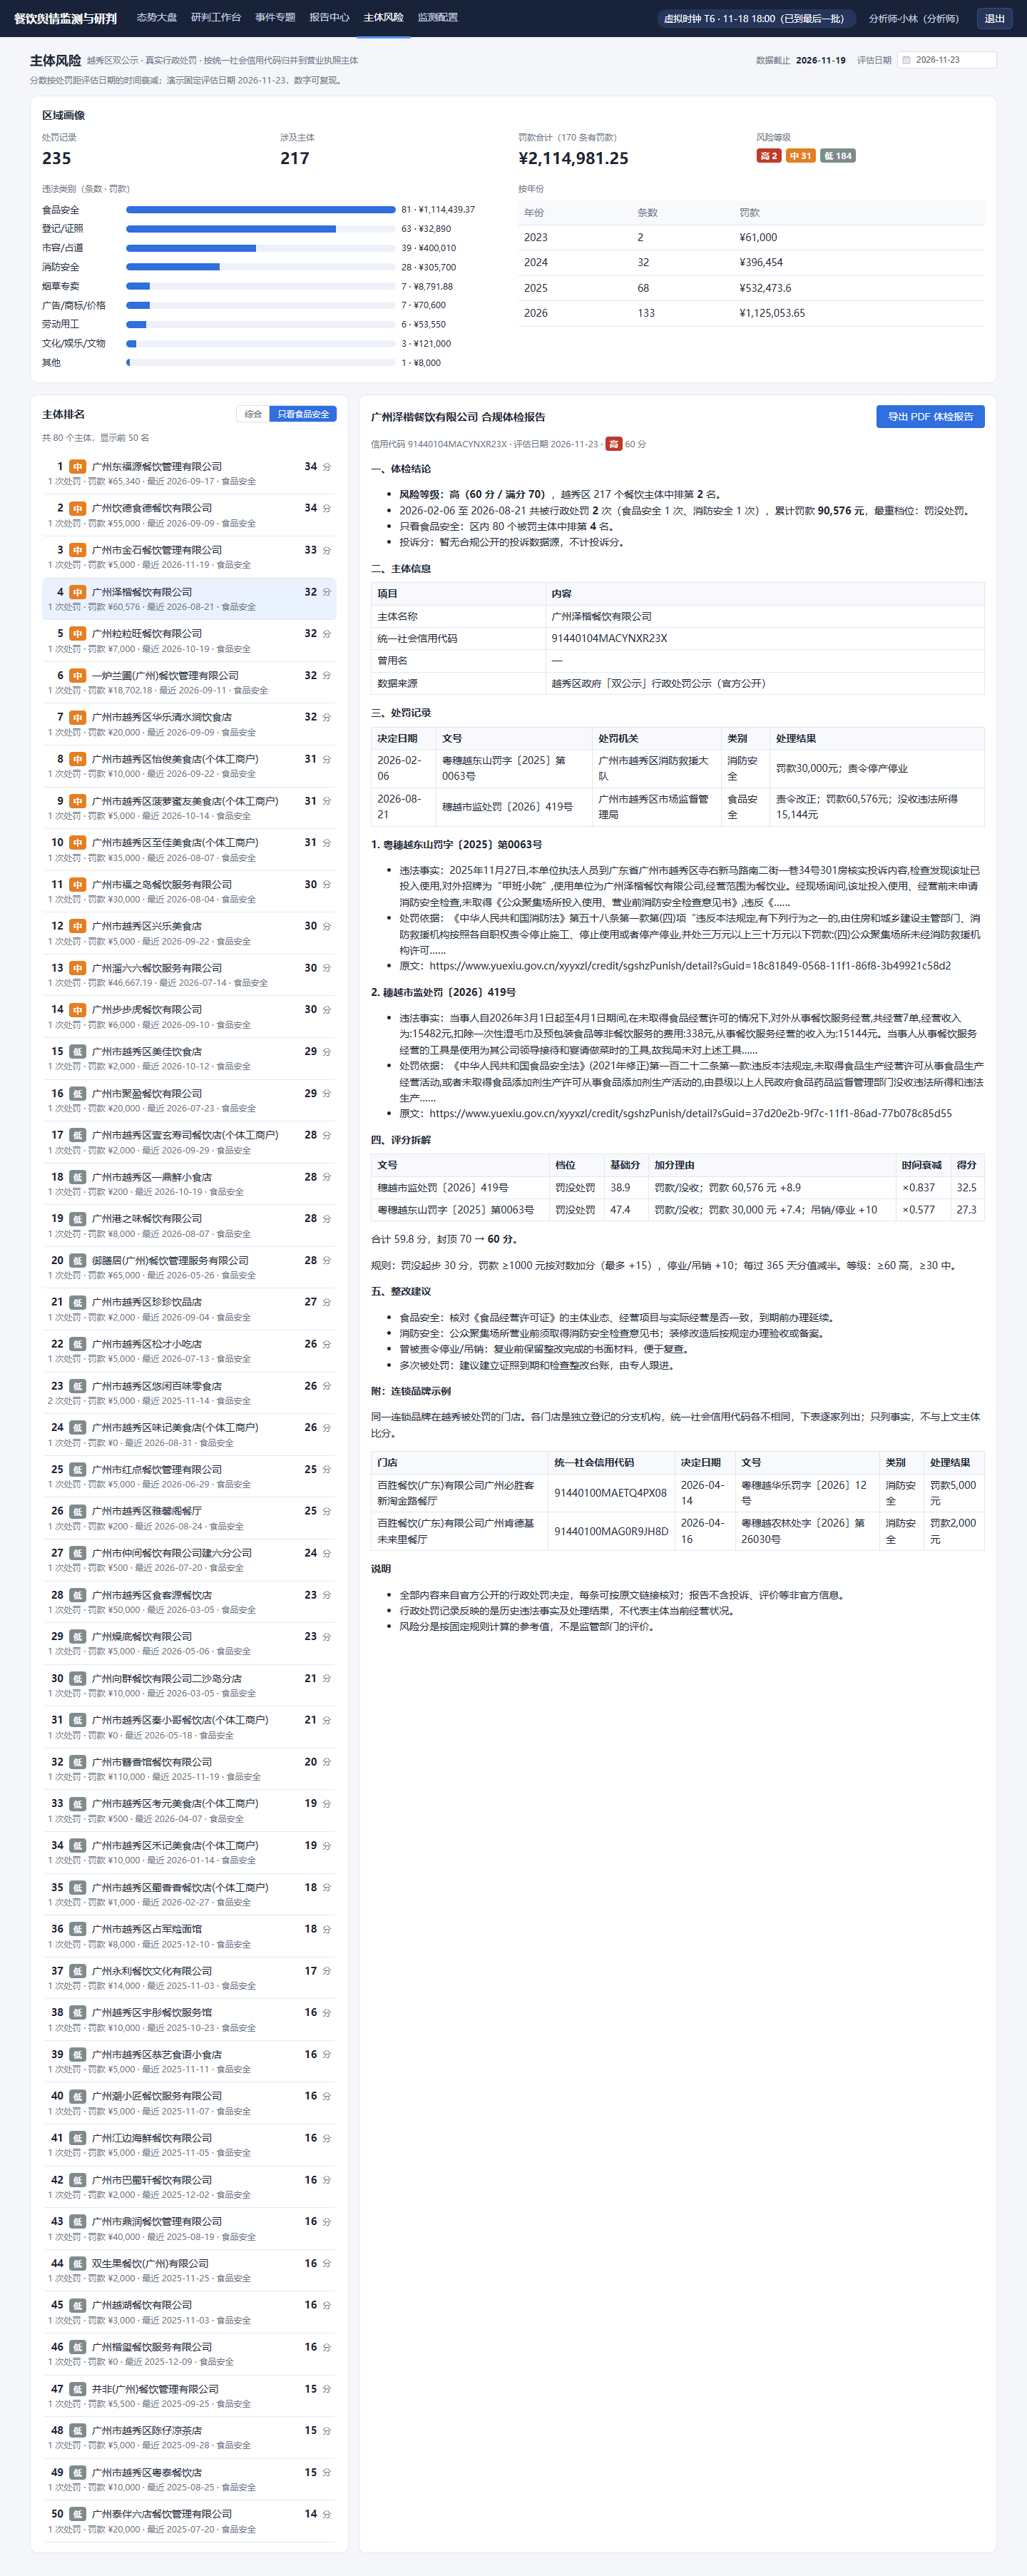 餐饮舆情监测与研判 态势大盘 研判工作台 事件专题 报告中心 主体风险 监测配置 虚拟时钟 T6 · 11-18 18:00（已到最后一批） 分析师·小林（分析师） 退出
主体风险 越秀区双公示 · 真实行政处罚 · 按统一社会信用代码归并到营业执照主体 数据截止 2026-11-19 评估日期 2026-11-23
分数按处罚距评估日期的时间衰减；演示固定评估日期 2026-11-23，数字可复现。
区域画像
处罚记录 涉及主体 罚款合计（170 条有罚款） 风险等级
235 217 ¥2,114,981.25 高 2 中 31 低 184
违法类别（条数 · 罚款） 按年份
食品安全 81 · ¥1,114,439.37
登记/证照 63 · ¥32,890
市容/占道 39 · ¥400,010
消防安全 28 · ¥305,700
烟草专卖 7 · ¥8,791.88
广告/商标/价格 7 · ¥70,600
劳动用工 6 · ¥53,550
文化/娱乐/文物 3 · ¥121,000
其他 1 · ¥8,000
年份 条数 罚款
2023 2 ¥61,000
2024 32 ¥396,454
2025 68 ¥532,473.6
2026 133 ¥1,125,053.65
主体排名 综合 只看食品安全
共 80 个主体，显示前 50 名
1 中 广州东福源餐饮管理有限公司 34 分
1 次处罚 · 罚款 ¥65,340 · 最近 2026-09-17 · 食品安全
2 中 广州饮德食德餐饮有限公司 34 分
1 次处罚 · 罚款 ¥55,000 · 最近 2026-09-09 · 食品安全
3 中 广州市金石餐饮管理有限公司 33 分
1 次处罚 · 罚款 ¥5,000 · 最近 2026-11-19 · 食品安全
4 中 广州泽楷餐饮有限公司 32 分
1 次处罚 · 罚款 ¥60,576 · 最近 2026-08-21 · 食品安全
5 中 广州粒粒旺餐饮有限公司 32 分
1 次处罚 · 罚款 ¥7,000 · 最近 2026-10-19 · 食品安全
6 中 一炉兰圃(广州)餐饮管理有限公司 32 分
1 次处罚 · 罚款 ¥18,702.18 · 最近 2026-09-11 · 食品安全
7 中 广州市越秀区华乐清水涧饮食店 32 分
1 次处罚 · 罚款 ¥20,000 · 最近 2026-09-09 · 食品安全
8 中 广州市越秀区怡俊美食店(个体工商户) 31 分
1 次处罚 · 罚款 ¥10,000 · 最近 2026-09-22 · 食品安全
9 中 广州市越秀区菠萝蜜友美食店(个体工商户) 31 分
1 次处罚 · 罚款 ¥5,000 · 最近 2026-10-14 · 食品安全
10 中 广州市越秀区至佳美食店(个体工商户) 31 分
1 次处罚 · 罚款 ¥35,000 · 最近 2026-08-07 · 食品安全
11 中 广州市福之岛餐饮服务有限公司 30 分
1 次处罚 · 罚款 ¥30,000 · 最近 2026-08-04 · 食品安全
12 中 广州市越秀区兴乐美食店 30 分
1 次处罚 · 罚款 ¥5,000 · 最近 2026-09-22 · 食品安全
13 中 广州溜六六餐饮服务有限公司 30 分
1 次处罚 · 罚款 ¥46,667.19 · 最近 2026-07-14 · 食品安全
14 中 广州步步虎餐饮有限公司 30 分
1 次处罚 · 罚款 ¥6,000 · 最近 2026-09-10 · 食品安全
15 低 广州市越秀区美佳饮食店 29 分
1 次处罚 · 罚款 ¥2,000 · 最近 2026-10-12 · 食品安全
16 低 广州市聚盈餐饮有限公司 29 分
1 次处罚 · 罚款 ¥20,000 · 最近 2026-07-23 · 食品安全
17 低 广州市越秀区壹玄寿司餐饮店(个体工商户) 28 分
1 次处罚 · 罚款 ¥2,000 · 最近 2026-09-29 · 食品安全
18 低 广州市越秀区一鼎鲜小食店 28 分
1 次处罚 · 罚款 ¥200 · 最近 2026-10-19 · 食品安全
19 低 广州港之味餐饮有限公司 28 分
1 次处罚 · 罚款 ¥8,000 · 最近 2026-08-07 · 食品安全
20 低 御膳居(广州)餐饮管理有限公司 28 分
1 次处罚 · 罚款 ¥65,000 · 最近 2026-05-26 · 食品安全
21 低 广州市越秀区珍珍饮品店 27 分
1 次处罚 · 罚款 ¥2,000 · 最近 2026-09-04 · 食品安全
22 低 广州市越秀区松才小吃店 26 分
1 次处罚 · 罚款 ¥5,000 · 最近 2026-07-13 · 食品安全
23 低 广州市越秀区悠闲百味零食店 26 分
2 次处罚 · 罚款 ¥5,000 · 最近 2025-11-14 · 食品安全
24 低 广州市越秀区味记美食店(个体工商户) 26 分
1 次处罚 · 罚款 ¥0 · 最近 2026-08-31 · 食品安全
25 低 广州市红点餐饮管理有限公司 25 分
1 次处罚 · 罚款 ¥5,000 · 最近 2026-06-29 · 食品安全
26 低 广州市越秀区雅馨阁餐厅 25 分
1 次处罚 · 罚款 ¥200 · 最近 2026-08-24 · 食品安全
27 低 广州市仲间餐饮有限公司建六分公司 24 分
1 次处罚 · 罚款 ¥500 · 最近 2026-07-20 · 食品安全
28 低 广州市越秀区食客源餐饮店 23 分
1 次处罚 · 罚款 ¥50,000 · 最近 2026-03-05 · 食品安全
29 低 广州燥底餐饮有限公司 23 分
1 次处罚 · 罚款 ¥5,000 · 最近 2026-05-06 · 食品安全
30 低 广州向群餐饮有限公司二沙岛分店 21 分
1 次处罚 · 罚款 ¥10,000 · 最近 2026-03-05 · 食品安全
31 低 广州市越秀区秦小哥餐饮店(个体工商户) 21 分
1 次处罚 · 罚款 ¥0 · 最近 2026-05-18 · 食品安全
32 低 广州市簪香馆餐饮有限公司 20 分
1 次处罚 · 罚款 ¥110,000 · 最近 2025-11-19 · 食品安全
33 低 广州市越秀区考元美食店(个体工商户) 19 分
1 次处罚 · 罚款 ¥500 · 最近 2026-04-07 · 食品安全
34 低 广州市越秀区禾记美食店(个体工商户) 19 分
1 次处罚 · 罚款 ¥10,000 · 最近 2026-01-14 · 食品安全
35 低 广州市越秀区蜀香香餐饮店(个体工商户) 18 分
1 次处罚 · 罚款 ¥1,000 · 最近 2026-02-27 · 食品安全
36 低 广州市越秀区占军烩面馆 18 分
1 次处罚 · 罚款 ¥8,000 · 最近 2025-12-10 · 食品安全
37 低 广州永利餐饮文化有限公司 17 分
1 次处罚 · 罚款 ¥14,000 · 最近 2025-11-03 · 食品安全
38 低 广州越秀区宇彤餐饮服务馆 16 分
1 次处罚 · 罚款 ¥10,000 · 最近 2025-10-23 · 食品安全
39 低 广州市越秀区恭艺食语小食店 16 分
1 次处罚 · 罚款 ¥5,000 · 最近 2025-11-11 · 食品安全
40 低 广州潮小匠餐饮服务有限公司 16 分
1 次处罚 · 罚款 ¥5,000 · 最近 2025-11-07 · 食品安全
41 低 广州江边海鲜餐饮有限公司 16 分
1 次处罚 · 罚款 ¥5,000 · 最近 2025-11-05 · 食品安全
42 低 广州市巴蜀轩餐饮有限公司 16 分
1 次处罚 · 罚款 ¥2,000 · 最近 2025-12-02 · 食品安全
43 低 广州市鼎润餐饮管理有限公司 16 分
1 次处罚 · 罚款 ¥40,000 · 最近 2025-08-19 · 食品安全
44 低 双生果餐饮(广州)有限公司 16 分
1 次处罚 · 罚款 ¥2,000 · 最近 2025-11-25 · 食品安全
45 低 广州越湖餐饮有限公司 16 分
1 次处罚 · 罚款 ¥3,000 · 最近 2025-11-03 · 食品安全
46 低 广州楷玺餐饮服务有限公司 16 分
1 次处罚 · 罚款 ¥0 · 最近 2025-12-09 · 食品安全
47 低 并非(广州)餐饮管理有限公司 15 分
1 次处罚 · 罚款 ¥5,500 · 最近 2025-09-25 · 食品安全
48 低 广州市越秀区陈仔凉茶店 15 分
1 次处罚 · 罚款 ¥5,000 · 最近 2025-09-28 · 食品安全
49 低 广州市越秀区粤泰餐饮店 15 分
1 次处罚 · 罚款 ¥10,000 · 最近 2025-08-25 · 食品安全
50 低 广州泰伴六店餐饮管理有限公司 14 分
1 次处罚 · 罚款 ¥20,000 · 最近 2025-07-20 · 食品安全
广州泽楷餐饮有限公司 合规体检报告 导出 PDF 体检报告
信用代码 91440104MACYNXR23X · 评估日期 2026-11-23 · 高 60 分
一、体检结论
• 风险等级：高（60 分 / 满分 70），越秀区 217 个餐饮主体中排第 2 名。
• 2026-02-06 至 2026-08-21 共被行政处罚 2 次（食品安全 1 次、消防安全 1 次），累计罚款 90,576 元，最重档位：罚没处罚。
• 只看食品安全：区内 80 个被罚主体中排第 4 名。
• 投诉分：暂无合规公开的投诉数据源，不计投诉分。
二、主体信息
项目 内容
主体名称 广州泽楷餐饮有限公司
统一社会信用代码 91440104MACYNXR23X
曾用名 —
数据来源 越秀区政府「双公示」行政处罚公示（官方公开）
三、处罚记录
决定日期 文号 处罚机关 类别 处理结果
2026-02-06 粤穗越东山罚字〔2025〕第0063号 广州市越秀区消防救援大队 消防安全 罚款30,000元；责令停产停业
2026-08-21 穗越市监处罚〔2026〕419号 广州市越秀区市场监督管理局 食品安全 责令改正；罚款60,576元；没收违法所得15,144元
1. 粤穗越东山罚字〔2025〕第0063号
• 违法事实：2025年11月27日,本单位执法人员到广东省广州市越秀区寺右新马路南二街一巷34号301房核实投诉内容,检查发现该址已
投入使用,对外招牌为“甲班小院”,使用单位为广州泽楷餐饮有限公司,经营范围为餐饮业。经现场询问,该址投入使用、经营前未申请
消防安全检查,未取得《公众聚集场所投入使用、营业前消防安全检查意见书》,违反《......
• 处罚依据：《中华人民共和国消防法》第五十八条第一款第(四)项“违反本法规定,有下列行为之一的,由住房和城乡建设主管部门、消
防救援机构按照各自职权责令停止施工、停止使用或者停产停业,并处三万元以上三十万元以下罚款:(四)公众聚集场所未经消防救援机
构许可......
• 原文：https://www.yuexiu.gov.cn/xyyxzl/credit/sgshzPunish/detail?sGuid=18c81849-0568-11f1-86f8-3b49921c58d2
2. 穗越市监处罚〔2026〕419号
• 违法事实：当事人自2026年3月1日起至4月1日期间,在未取得食品经营许可的情况下,对外从事餐饮服务经营,共经营7单,经营收入
为:15482元,扣除一次性湿毛巾及预包装食品等非餐饮服务的费用:338元,从事餐饮服务经营的收入为:15144元。当事人从事餐饮服务
经营的工具是使用为其公司领导接待和宴请做菜时的工具,故我局未对上述工具......
• 处罚依据：《中华人民共和国食品安全法》(2021年修正)第一百二十二条第一款:违反本法规定,未取得食品生产经营许可从事食品生产
经营活动,或者未取得食品添加剂生产许可从事食品添加剂生产活动的,由县级以上人民政府食品药品监督管理部门没收违法所得和违法
生产......
• 原文：https://www.yuexiu.gov.cn/xyyxzl/credit/sgshzPunish/detail?sGuid=37d20e2b-9f7c-11f1-86ad-77b078c85d55
四、评分拆解
文号 档位 基础分 加分理由 时间衰减 得分
穗越市监处罚〔2026〕419号 罚没处罚 38.9 罚款/没收；罚款 60,576 元 +8.9 ×0.837 32.5
粤穗越东山罚字〔2025〕第0063号 罚没处罚 47.4 罚款/没收；罚款 30,000 元 +7.4；吊销/停业 +10 ×0.577 27.3
合计 59.8 分，封顶 70 → 60 分。
规则：罚没起步 30 分，罚款 ≥1000 元按对数加分（最多 +15），停业/吊销 +10；每过 365 天分值减半。等级：≥60 高，≥30 中。
五、整改建议
• 食品安全：核对《食品经营许可证》的主体业态、经营项目与实际经营是否一致，到期前办理延续。
• 消防安全：公众聚集场所营业前须取得消防安全检查意见书；装修改造后按规定办理验收或备案。
• 曾被责令停业/吊销：复业前保留整改完成的书面材料，便于复查。
• 多次被处罚：建议建立证照到期和检查整改台账，由专人跟进。
附：连锁品牌示例
同一连锁品牌在越秀被处罚的门店。各门店是独立登记的分支机构，统一社会信用代码各不相同，下表逐家列出；只列事实，不与上文主体
比分。
门店 统一社会信用代码 决定日期 文号 类别 处理结果
百胜餐饮(广东)有限公司广州必胜客新淘金路餐厅 91440100MAETQ4PX08 2026-04-14 粤穗越华乐罚字〔2026〕12号 消防安全 罚款5,000元
百胜餐饮(广东)有限公司广州肯德基未来里餐厅 91440100MAG0R9JH8D 2026-04-16 粤穗越农林处字〔2026〕第26030号 消防安全 罚款2,000元
说明
• 全部内容来自官方公开的行政处罚决定，每条可按原文链接核对；报告不含投诉、评价等非官方信息。
• 行政处罚记录反映的是历史违法事实及处理结果，不代表主体当前经营状况。
• 风险分是按固定规则计算的参考值，不是监管部门的评价。